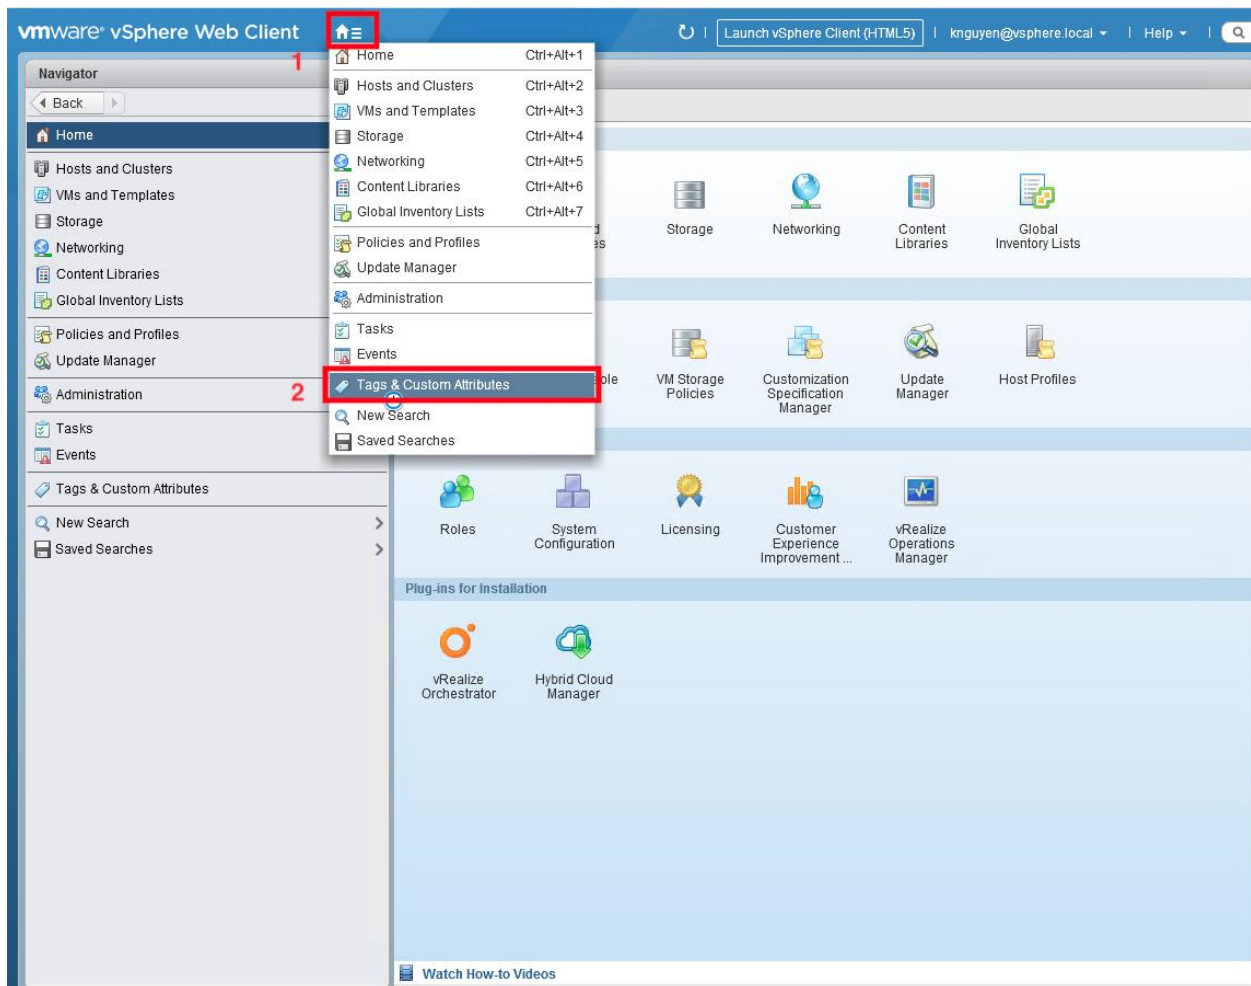 vmware® vSphere Web Client
Launch vSphere Client (HTML5)
knguyen@vsphere.local
Help
1
Navigator
Back
Home
Hosts and Clusters
VMs and Templates
Storage
Networking
Content Libraries
Global Inventory Lists
Policies and Profiles
Update Manager
Administration
Tasks
Events
Tags & Custom Attributes
New Search
Saved Searches
Home Ctrl+Alt+1
Hosts and Clusters Ctrl+Alt+2
VMs and Templates Ctrl+Alt+3
Storage Ctrl+Alt+4
Networking Ctrl+Alt+5
Content Libraries Ctrl+Alt+6
Global Inventory Lists Ctrl+Alt+7
Policies and Profiles
Update Manager
Administration
Tasks
Events
2
Tags & Custom Attributes
New Search
Saved Searches
Storage
Networking
Content
Libraries
Global
Inventory Lists
VM Storage
Policies
Customization
Specification
Manager
Update
Manager
Host Profiles
Roles
System
Configuration
Licensing
Customer
Experience
Improvement ...
vRealize
Operations
Manager
Plug-ins for Installation
vRealize
Orchestrator
Hybrid Cloud
Manager
Watch How-to Videos